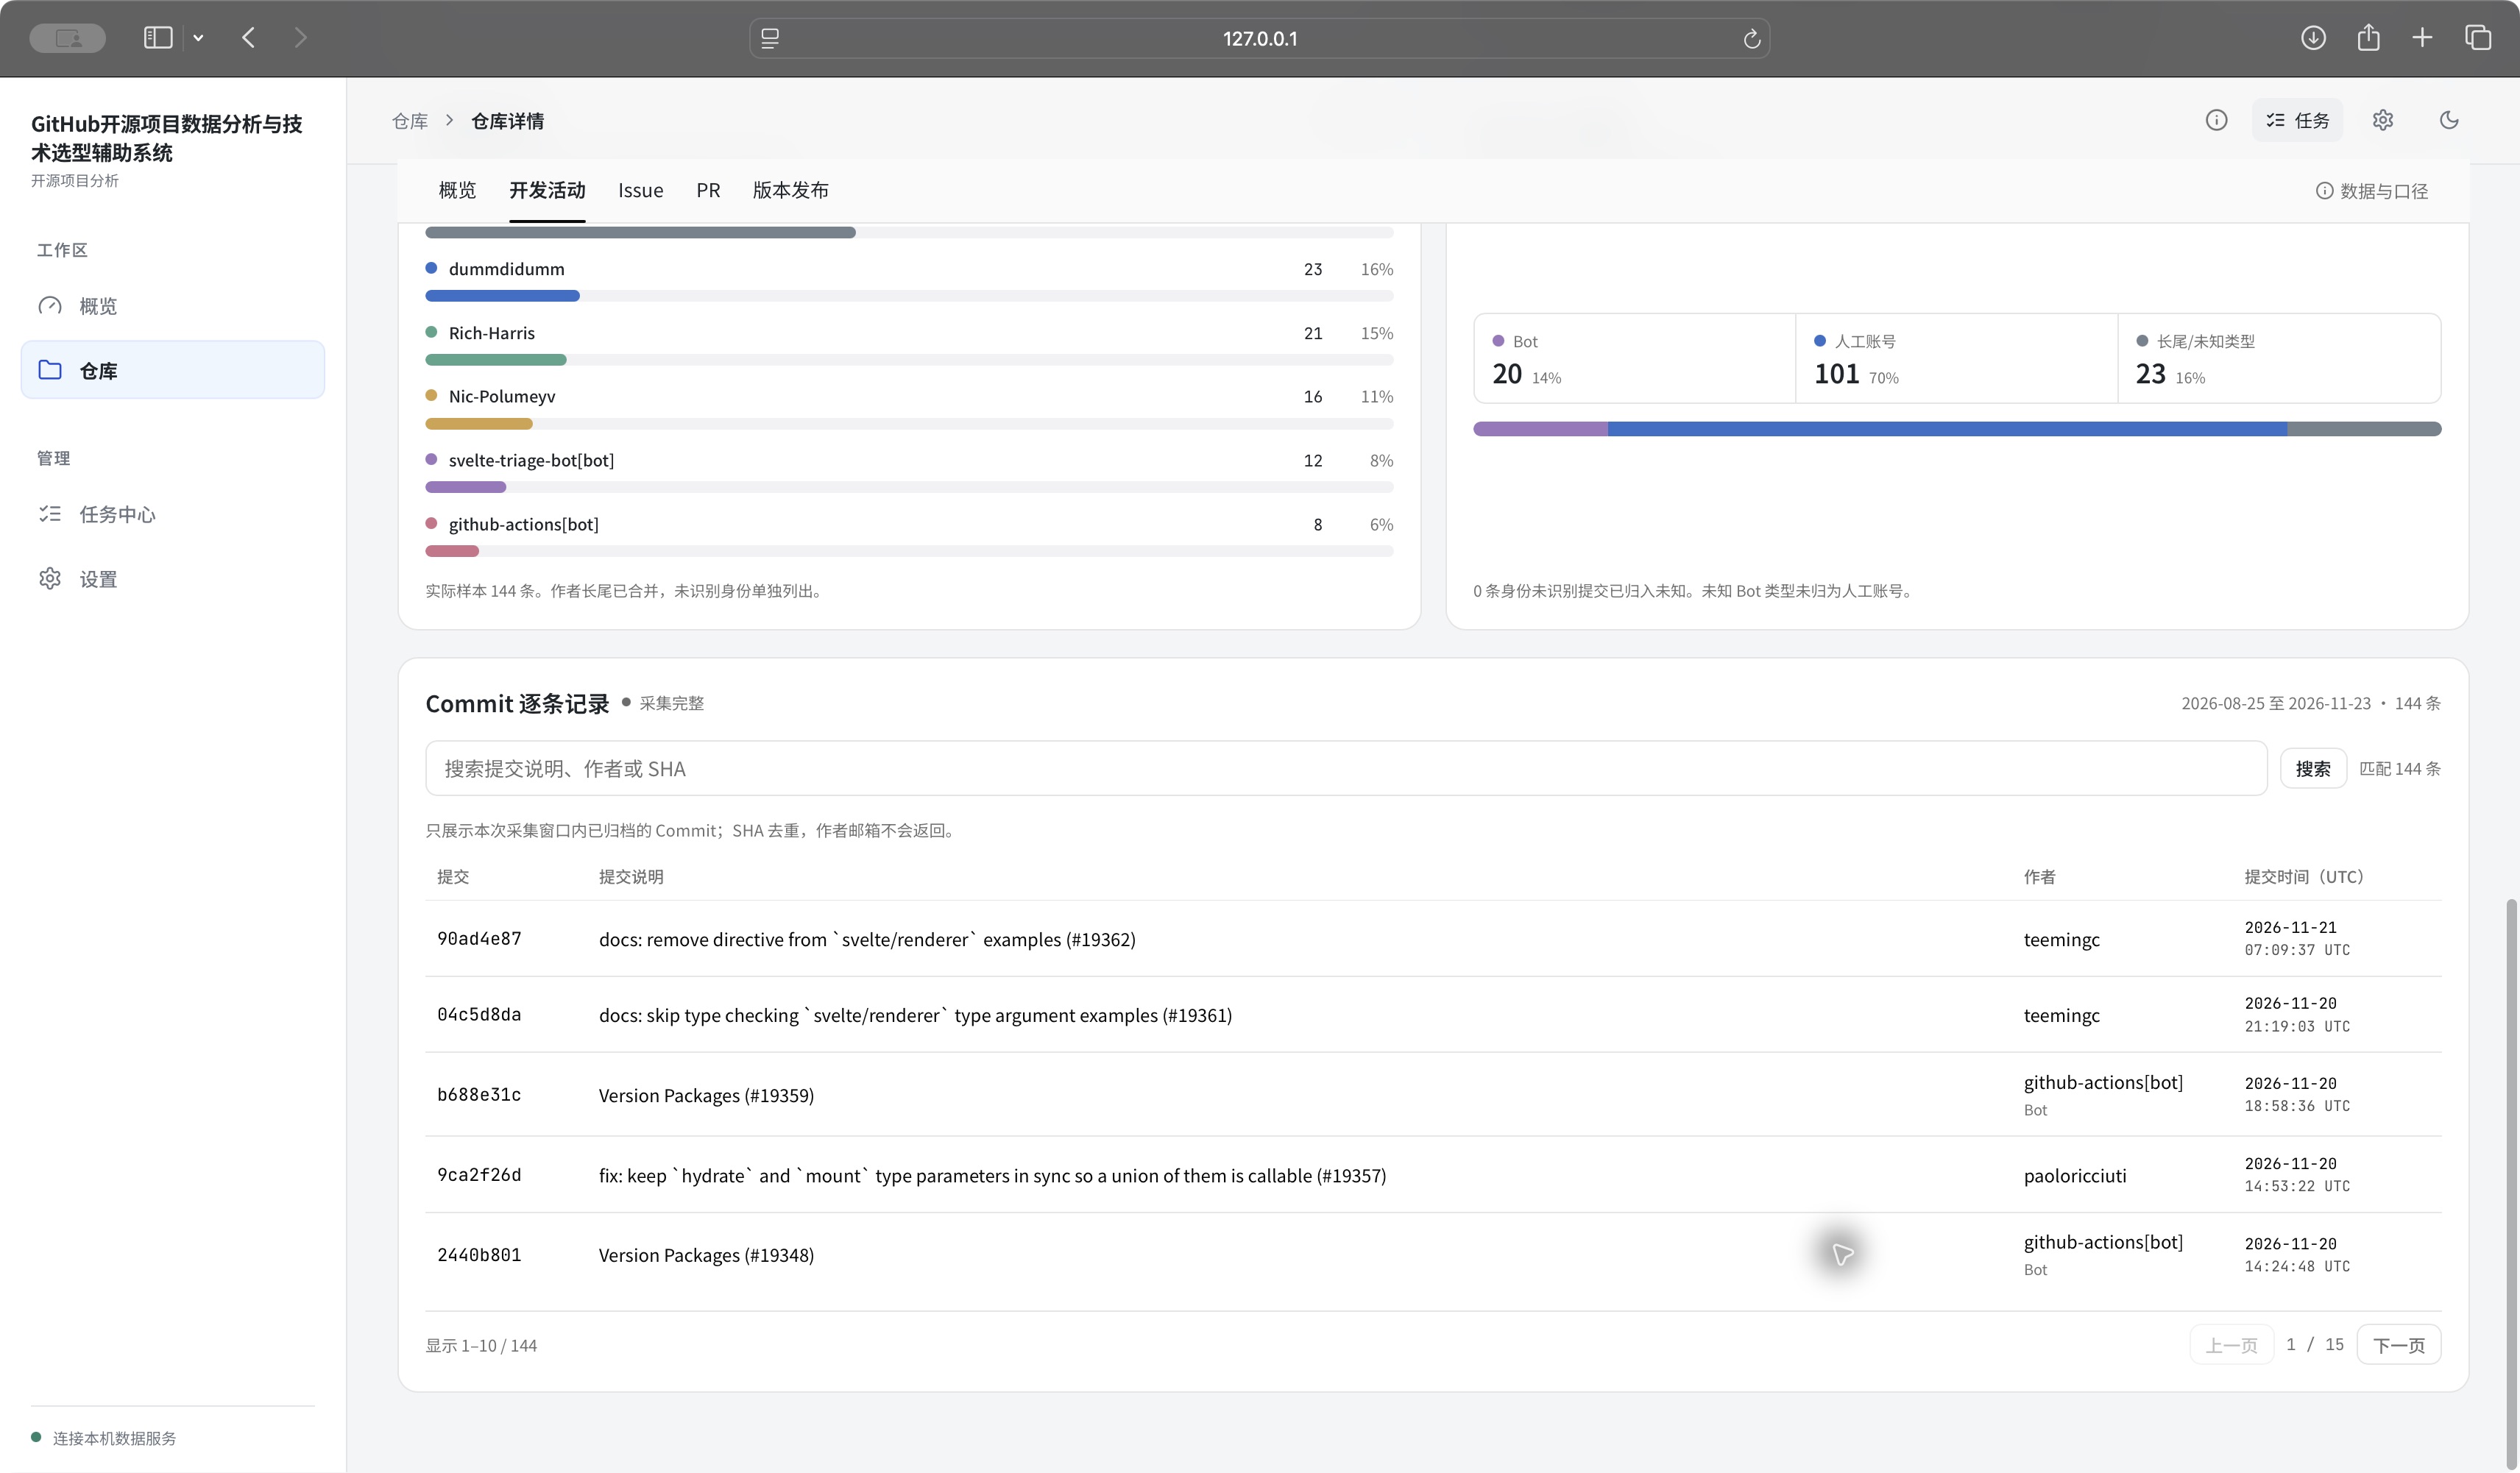 127.0.0.1
GitHub开源项目数据分析与技
术选型辅助系统
开源项目分析
工作区
概览
仓库
管理
任务中心
设置
连接本机数据服务
仓库 > 仓库详情
任务
概览 开发活动 Issue PR 版本发布
数据与口径
dummdidumm 23 16%
Rich-Harris 21 15%
Nic-Polumeyv 16 11%
svelte-triage-bot[bot] 12 8%
github-actions[bot] 8 6%
实际样本 144 条。作者长尾已合并，未识别身份单独列出。
Bot
20 14%
人工账号
101 70%
长尾/未知类型
23 16%
0 条身份未识别提交已归入未知。未知 Bot 类型未归为人工账号。
Commit 逐条记录 • 采集完整
2026-08-25 至 2026-11-23 · 144 条
搜索提交说明、作者或 SHA
搜索 匹配 144 条
只展示本次采集窗口内已归档的 Commit；SHA 去重，作者邮箱不会返回。
提交 提交说明 作者 提交时间（UTC）
90ad4e87 docs: remove directive from `svelte/renderer` examples (#19362) teemingc 2026-11-21
07:09:37 UTC
04c5d8da docs: skip type checking `svelte/renderer` type argument examples (#19361) teemingc 2026-11-20
21:19:03 UTC
b688e31c Version Packages (#19359) github-actions[bot] 2026-11-20
Bot 18:58:36 UTC
9ca2f26d fix: keep `hydrate` and `mount` type parameters in sync so a union of them is callable (#19357) paoloricciuti 2026-11-20
14:53:22 UTC
2440b801 Version Packages (#19348) github-actions[bot] 2026-11-20
Bot 14:24:48 UTC
显示 1–10 / 144
上一页 1 / 15 下一页